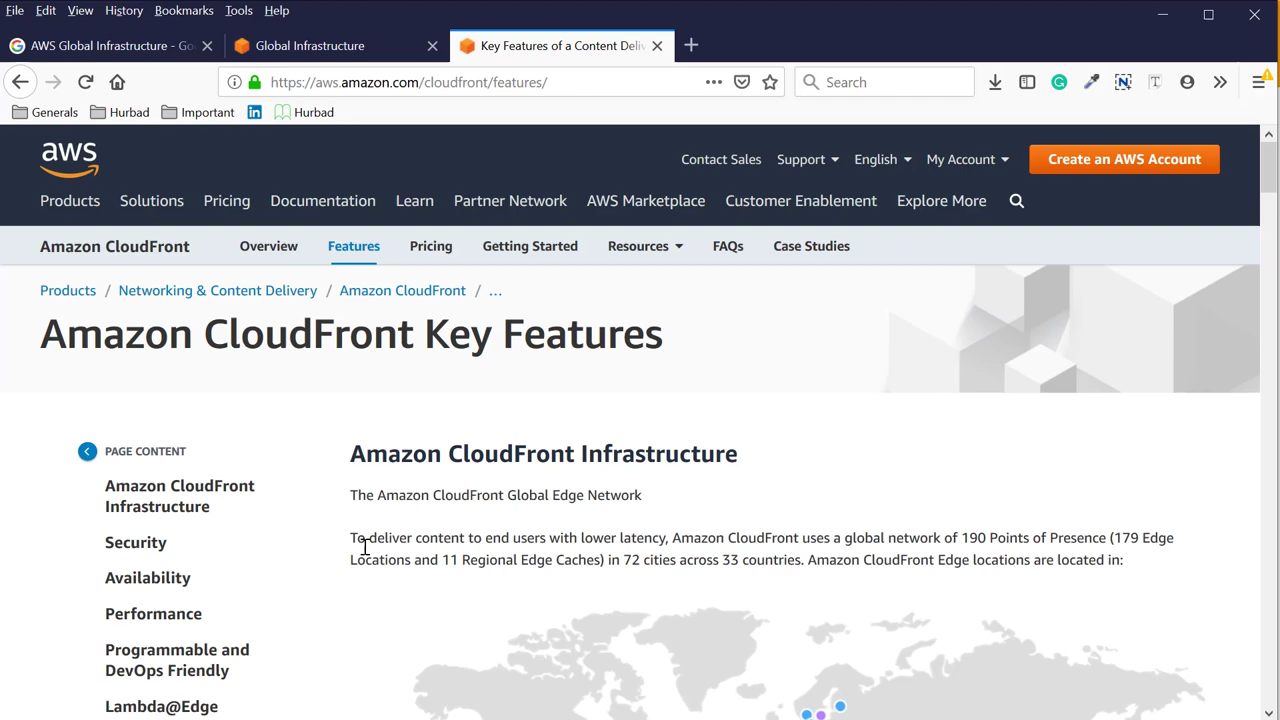 File Edit View History Bookmarks Tools Help
AWS Global Infrastructure - Go
Global Infrastructure
Key Features of a Content Deliv
https://aws.amazon.com/cloudfront/features/
Search
Generals Hurbad Important Hurbad
aws
Contact Sales Support English My Account Create an AWS Account
Products Solutions Pricing Documentation Learn Partner Network AWS Marketplace Customer Enablement Explore More
Amazon CloudFront Overview Features Pricing Getting Started Resources FAQs Case Studies
Products / Networking & Content Delivery / Amazon CloudFront / ...
Amazon CloudFront Key Features
PAGE CONTENT
Amazon CloudFront
Infrastructure
Security
Availability
Performance
Programmable and
DevOps Friendly
Lambda@Edge
Amazon CloudFront Infrastructure
The Amazon CloudFront Global Edge Network
To deliver content to end users with lower latency, Amazon CloudFront uses a global network of 190 Points of Presence (179 Edge
Locations and 11 Regional Edge Caches) in 72 cities across 33 countries. Amazon CloudFront Edge locations are located in: